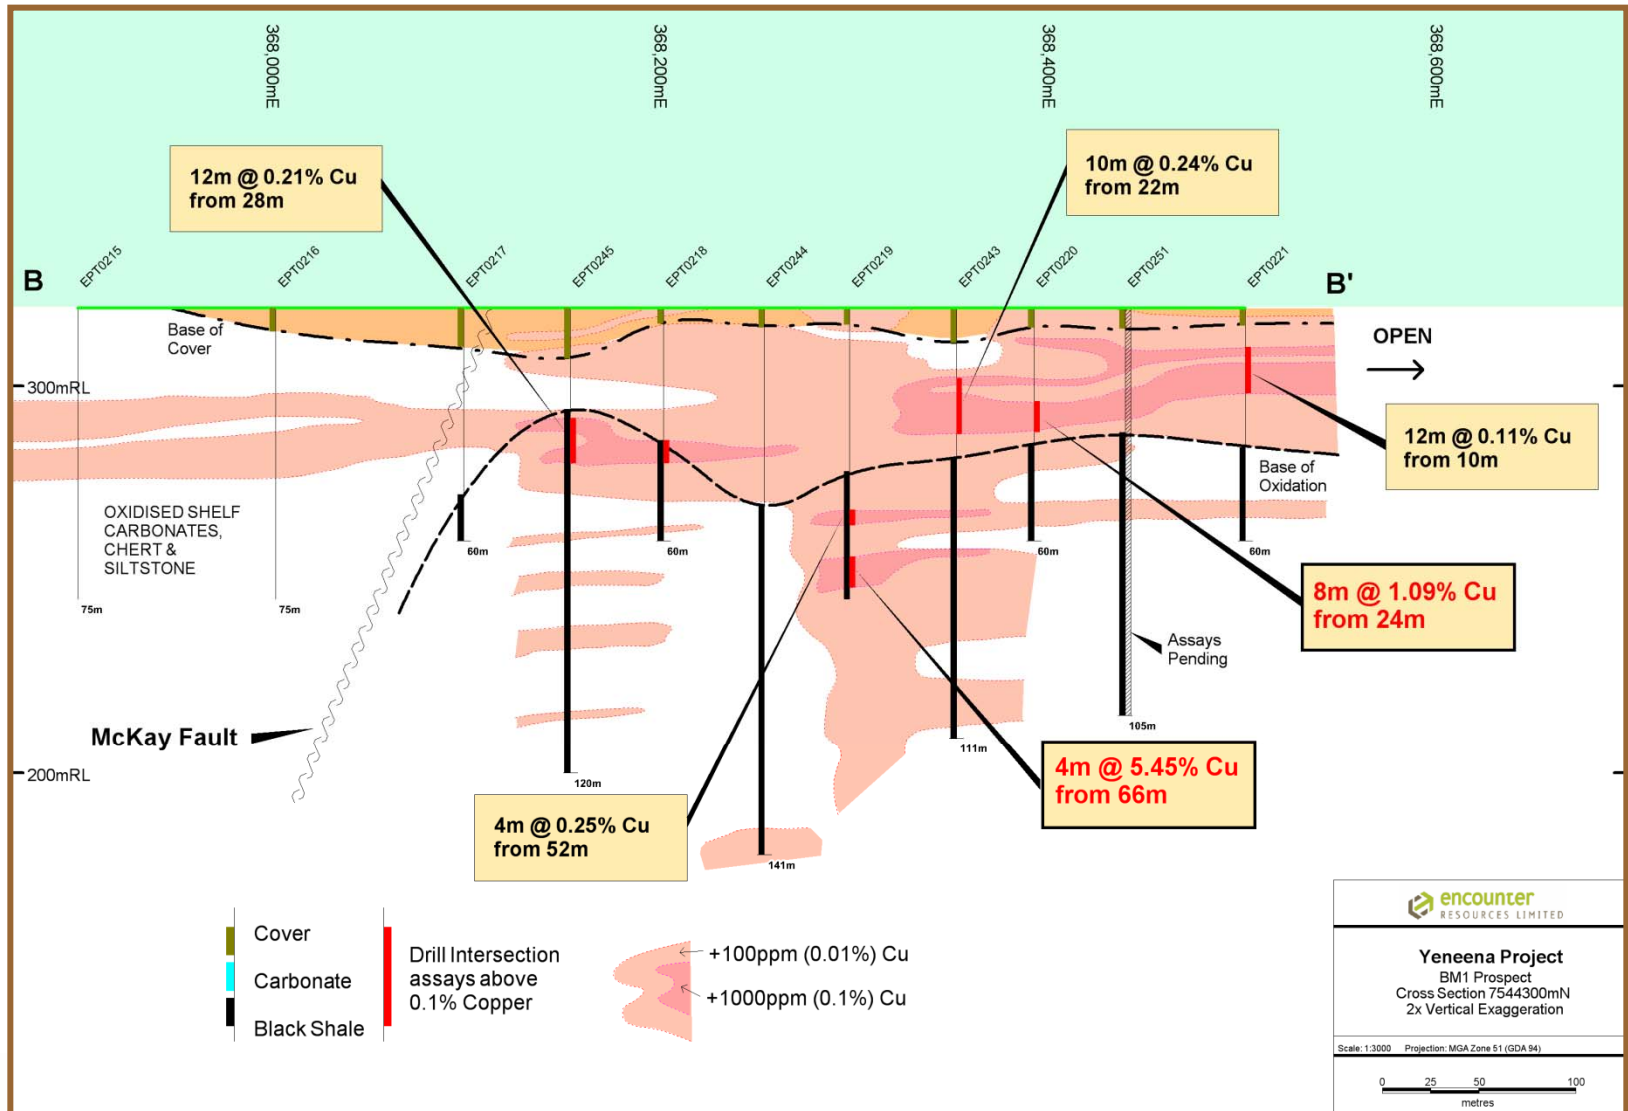 368,000mE
368,200mE
368,400mE
368,600mE
12m @ 0.21% Cu
from 28m
10m @ 0.24% Cu
from 22m
EPT0215
EPT0216
EPT0217
EPT0245
EPT0218
EPT0244
EPT0219
EPT0243
EPT0220
EPT0251
EPT0221
B
B'
Base of
Cover
OPEN
300mRL
12m @ 0.11% Cu
from 10m
Base of
Oxidation
OXIDISED SHELF
CARBONATES,
CHERT &
SILTSTONE
60m
60m
60m
60m
75m
75m
8m @ 1.09% Cu
from 24m
Assays
Pending
McKay Fault
105m
111m
200mRL
120m
4m @ 5.45% Cu
from 66m
4m @ 0.25% Cu
from 52m
141m
Cover
Carbonate
Black Shale
Drill Intersection
assays above
0.1% Copper
+100ppm (0.01%) Cu
+1000ppm (0.1%) Cu
encounter
RESOURCES LIMITED
Yeneena Project
BM1 Prospect
Cross Section 7544300mN
2x Vertical Exaggeration
Scale: 1:3000 Projection: MGA Zone 51 (GDA 94)
0 25 50 100
metres